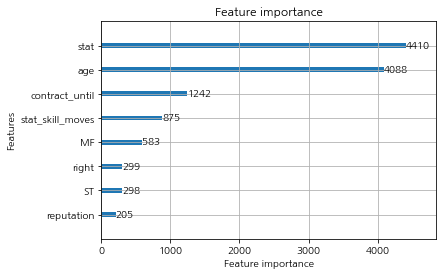 Feature importance
stat 4410
age 4088
contract_until 1242
stat_skill_moves 875
MF 583
right 299
ST 298
reputation 205
Features
0 1000 2000 3000 4000
Feature importance